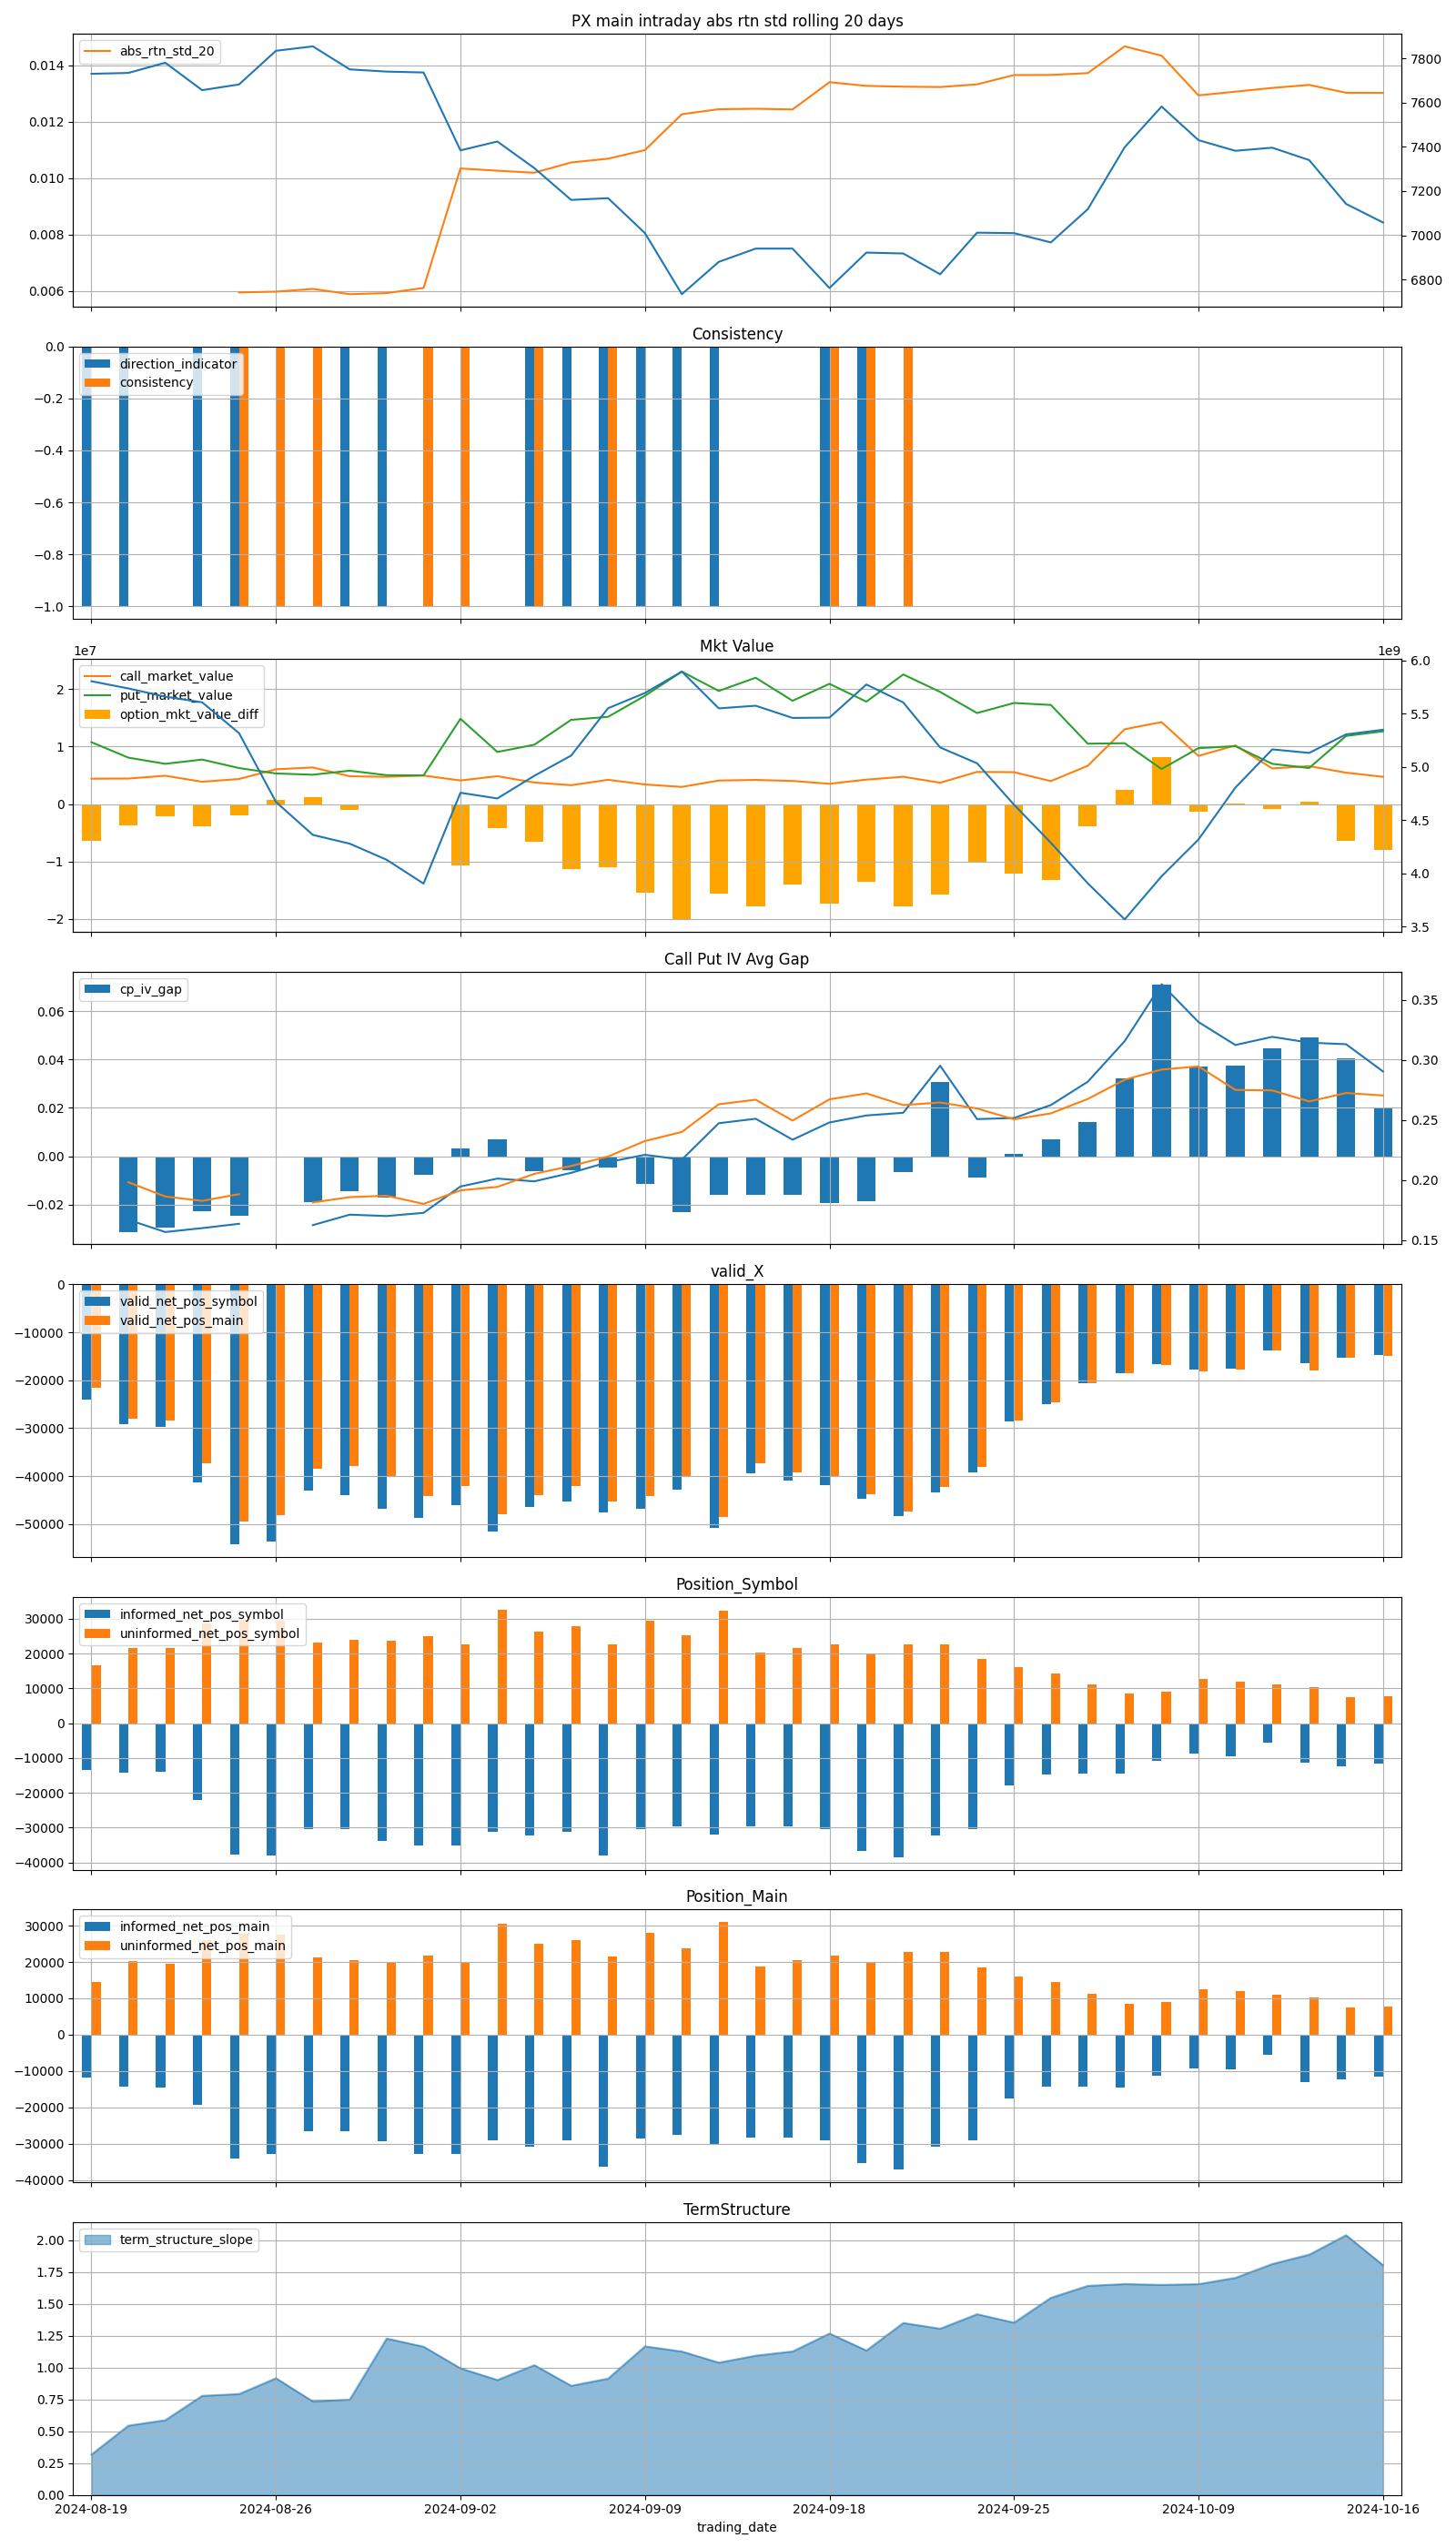 PX main intraday abs rtn std rolling 20 days
abs_rtn_std_20
0.014
0.012
0.010
0.008
0.006
7800
7600
7400
7200
7000
6800
Consistency
direction_indicator
consistency
0.0
−0.2
−0.4
−0.6
−0.8
−1.0
Mkt Value
1e7
1e9
call_market_value
put_market_value
option_mkt_value_diff
2
1
0
−1
−2
6.0
5.5
5.0
4.5
4.0
3.5
Call Put IV Avg Gap
cp_iv_gap
0.06
0.04
0.02
0.00
−0.02
0.35
0.30
0.25
0.20
0.15
valid_X
valid_net_pos_symbol
valid_net_pos_main
0
−10000
−20000
−30000
−40000
−50000
Position_Symbol
informed_net_pos_symbol
uninformed_net_pos_symbol
30000
20000
10000
0
−10000
−20000
−30000
−40000
Position_Main
informed_net_pos_main
uninformed_net_pos_main
30000
20000
10000
0
−10000
−20000
−30000
−40000
TermStructure
term_structure_slope
2.00
1.75
1.50
1.25
1.00
0.75
0.50
0.25
0.00
2024-08-19 2024-08-26 2024-09-02 2024-09-09 2024-09-18 2024-09-25 2024-10-09 2024-10-16
trading_date